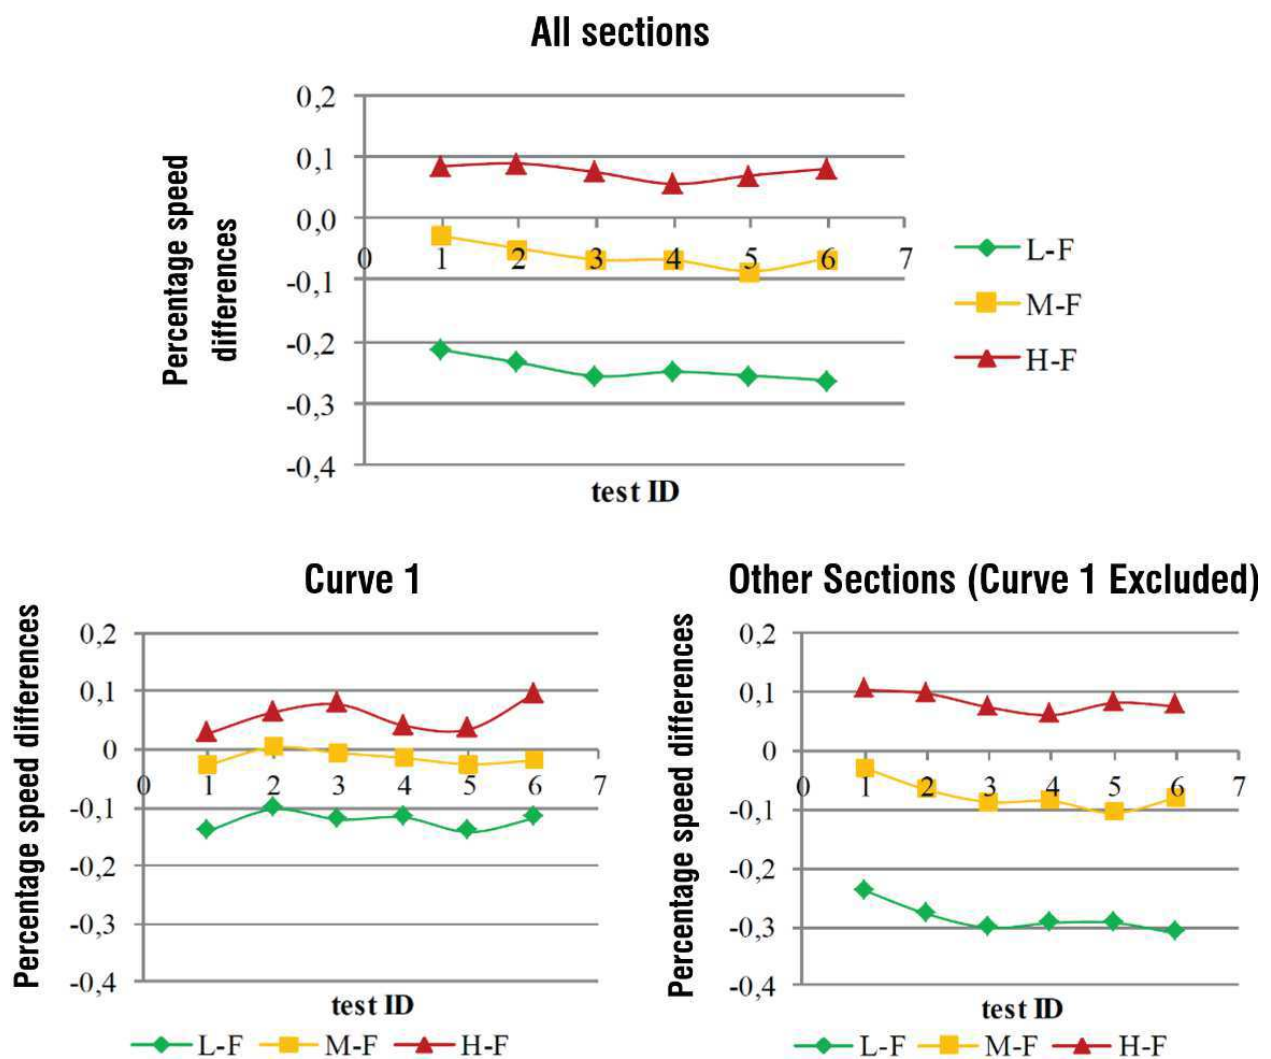 All sections
Percentage speed
differences
0,2
0,1
0,0
-0,1
-0,2
-0,3
-0,4
0 1 2 3 4 5 6 7
test ID
L-F
M-F
H-F
Curve 1
Percentage speed differences
0,2
0,1
0
-0,1
-0,2
-0,3
-0,4
0 1 2 3 4 5 6 7
test ID
L-F M-F H-F
Other Sections (Curve 1 Excluded)
Percentage speed differences
0,2
0,1
0
-0,1
-0,2
-0,3
-0,4
0 1 2 3 4 5 6 7
test ID
L-F M-F H-F